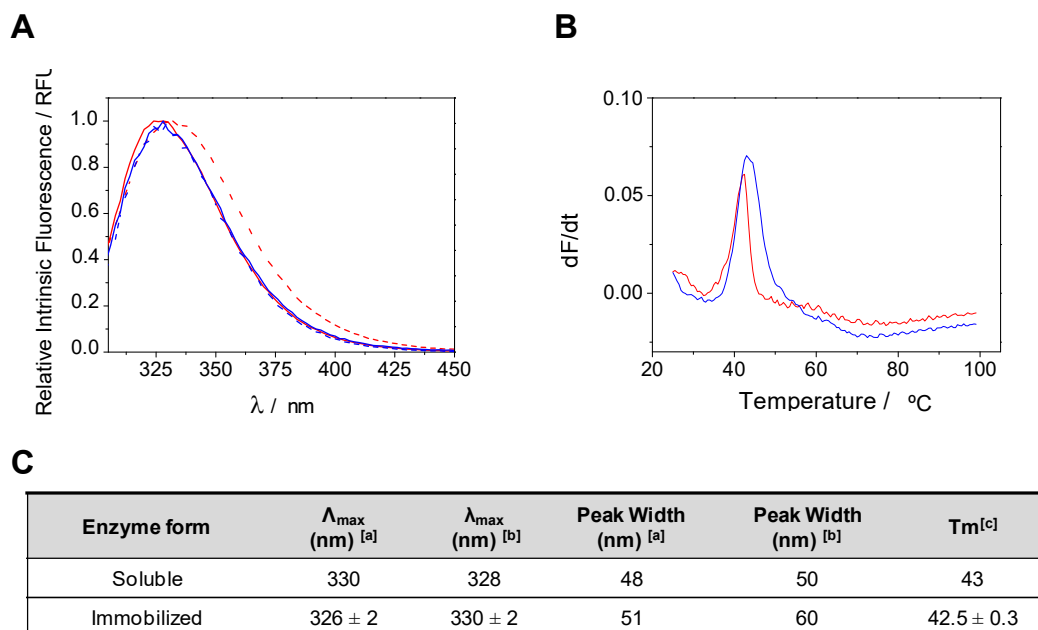 A
B
Relative Intrinsic Fluorescence / RFU
1.0
0.8
0.6
0.4
0.2
0.0
325 350 375 400 425 450
λ / nm
0.10
0.05
0.00
dF/dt
20 40 60 80 100
Temperature / ºC
C
Enzyme form Λmax (nm) [a] λmax (nm) [b] Peak Width (nm) [a] Peak Width (nm) [b] Tm[c]
Soluble 330 328 48 50 43
Immobilized 326 ± 2 330 ± 2 51 60 42.5 ± 0.3